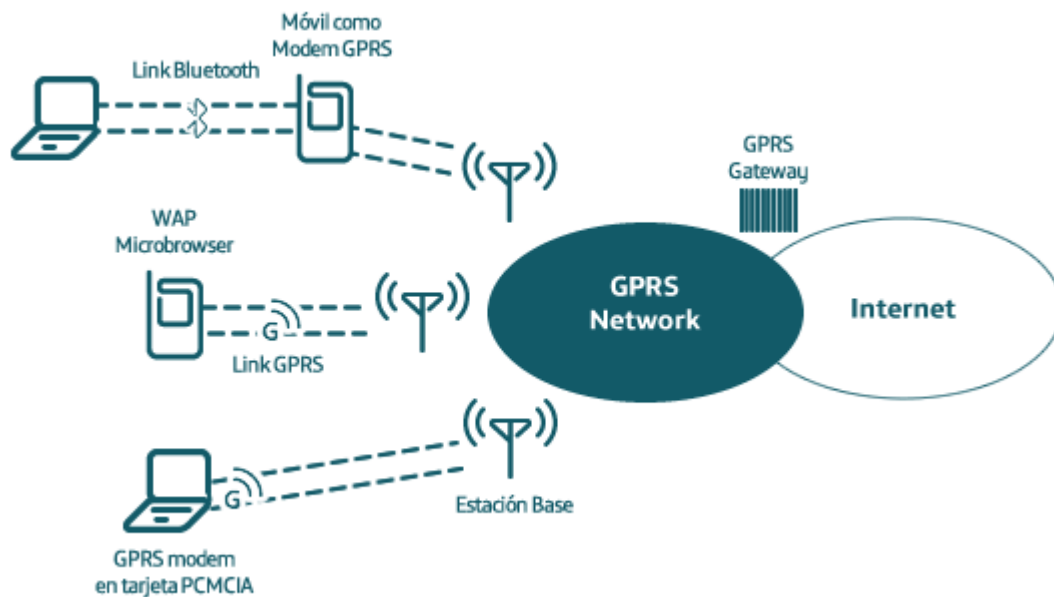 Móvil como
Modem GPRS
Link Bluetooth
GPRS
Gateway
WAP
Microbrowser
GPRS
Network
Internet
G
Link GPRS
G
Estación Base
GPRS modem
en tarjeta PCMCIA